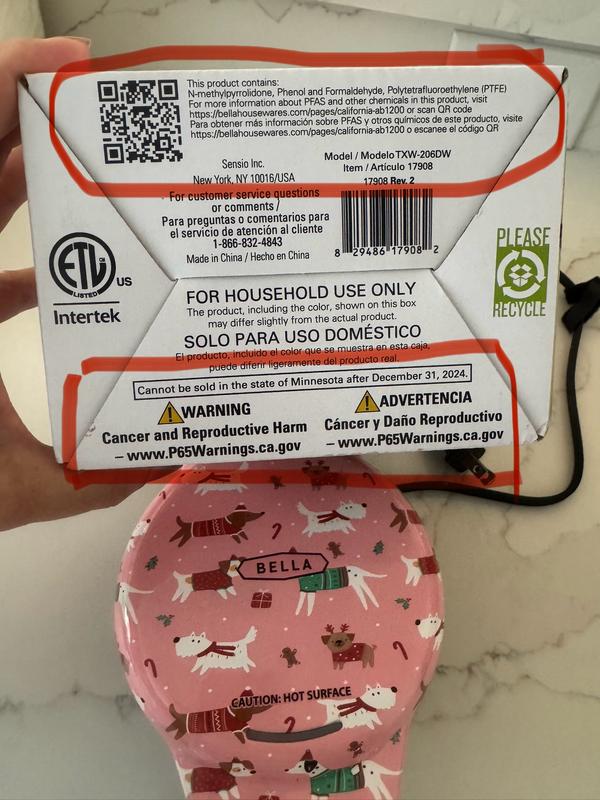 This product contains:
N-methylpyrrolidone, Phenol and Formaldehyde, Polytetrafluoroethylene (PTFE)
For more information about PFAS and other chemicals in this product, visit
https://bellahousewares.com/pages/california-ab1200 or scan QR code
Para obtener más información sobre PFAS y otros químicos de este producto, visite
https://bellahousewares.com/pages/california-ab1200 o escanee el código QR
Sensio Inc.
New York, NY 10016/USA
Model / Modelo TXW-206DW
Item / Artículo 17908
17908 Rev. 2
For customer service questions
or comments /
Para preguntas o comentarios para
el servicio de atención al cliente
1-866-832-4843
Made in China / Hecho en China
8 29486 17908 2
ETL CM
LISTED
US
Intertek
PLEASE
RECYCLE
FOR HOUSEHOLD USE ONLY
The product, including the color, shown on this box
may differ slightly from the actual product.
SOLO PARA USO DOMÉSTICO
El producto, incluido el color que se muestra en esta caja,
puede diferir ligeramente del producto real.
Cannot be sold in the state of Minnesota after December 31, 2024.
WARNING
Cancer and Reproductive Harm
– www.P65Warnings.ca.gov
ADVERTENCIA
Cáncer y Daño Reproductivo
– www.P65Warnings.ca.gov
BELLA
CAUTION: HOT SURFACE